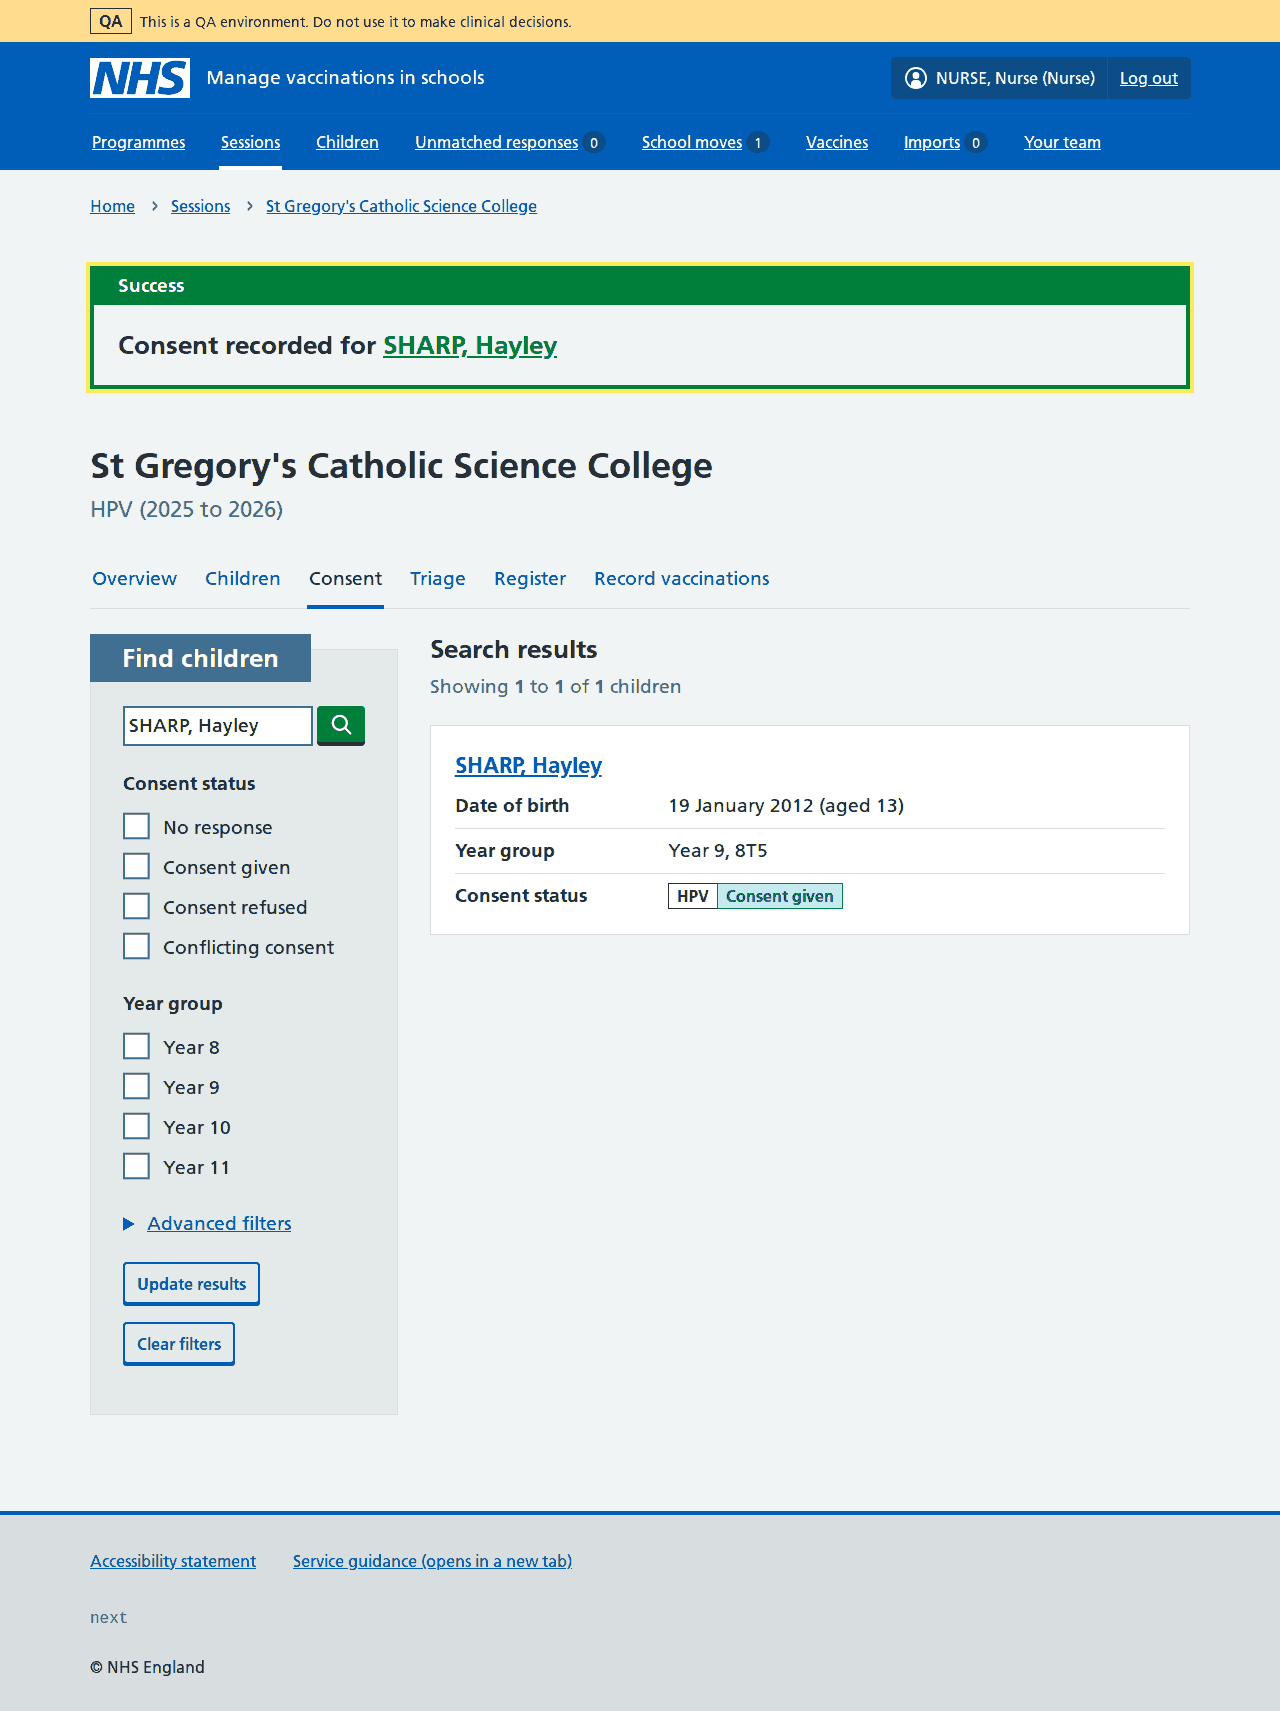 QA This is a QA environment. Do not use it to make clinical decisions.
NHS Manage vaccinations in schools NURSE, Nurse (Nurse) Log out
Programmes Sessions Children Unmatched responses 0 School moves 1 Vaccines Imports 0 Your team
Home Sessions St Gregory's Catholic Science College
Success
Consent recorded for SHARP, Hayley
St Gregory's Catholic Science College
HPV (2025 to 2026)
Overview Children Consent Triage Register Record vaccinations
Find children
SHARP, Hayley
Consent status
No response
Consent given
Consent refused
Conflicting consent
Year group
Year 8
Year 9
Year 10
Year 11
Advanced filters
Update results
Clear filters
Search results
Showing 1 to 1 of 1 children
SHARP, Hayley
Date of birth 19 January 2012 (aged 13)
Year group Year 9, 8T5
Consent status HPV Consent given
Accessibility statement Service guidance (opens in a new tab)
next
© NHS England